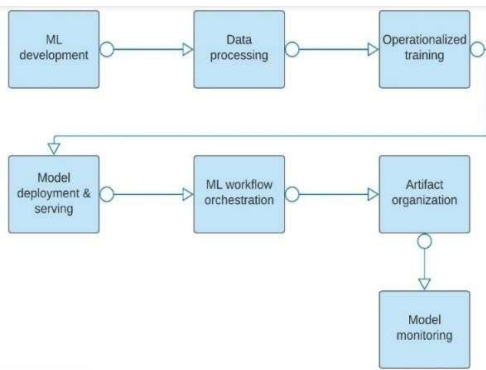 ML
development
Data
processing
Operationalized
training
Model
deployment &
serving
ML workflow
orchestration
Artifact
organization
Model
monitoring